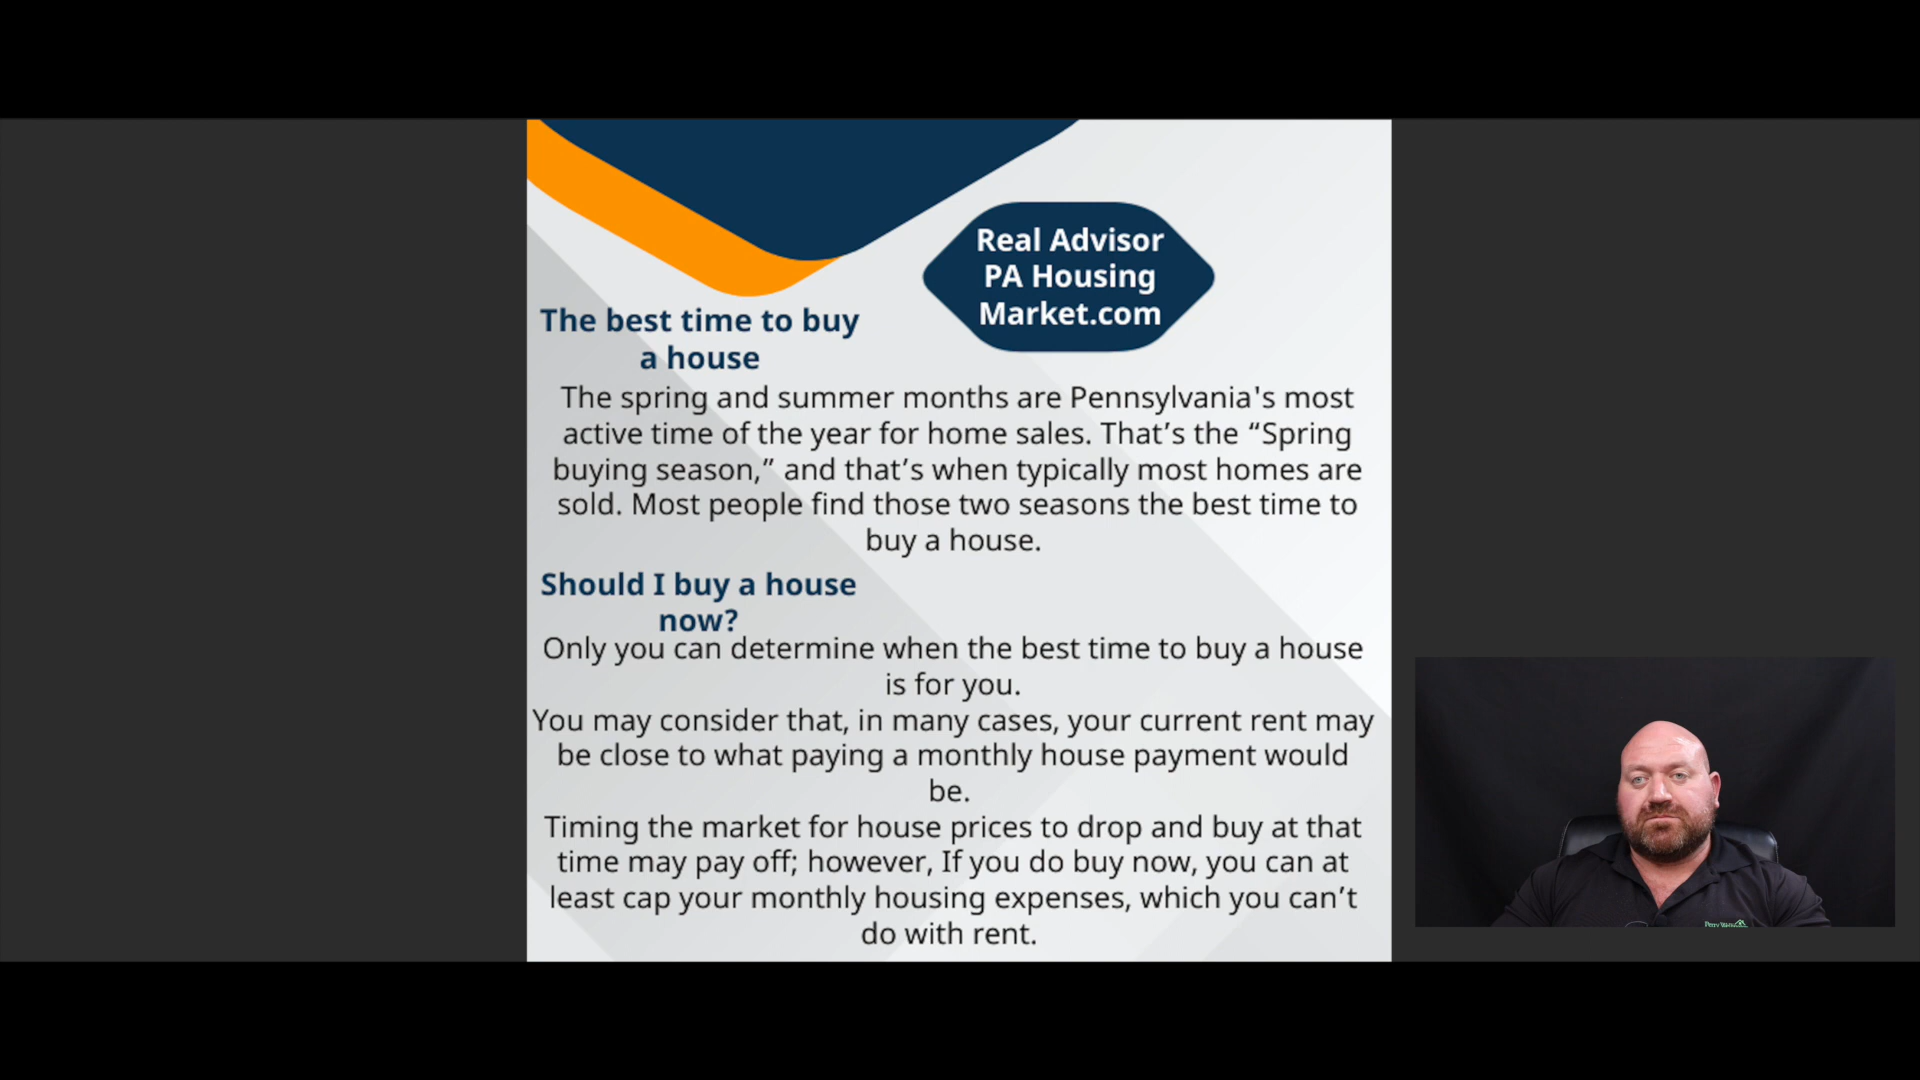 Real Advisor
PA Housing
Market.com
The best time to buy
a house
The spring and summer months are Pennsylvania's most
active time of the year for home sales. That’s the “Spring
buying season,” and that’s when typically most homes are
sold. Most people find those two seasons the best time to
buy a house.
Should I buy a house
now?
Only you can determine when the best time to buy a house
is for you.
You may consider that, in many cases, your current rent may
be close to what paying a monthly house payment would
be.
Timing the market for house prices to drop and buy at that
time may pay off; however, If you do buy now, you can at
least cap your monthly housing expenses, which you can’t
do with rent.